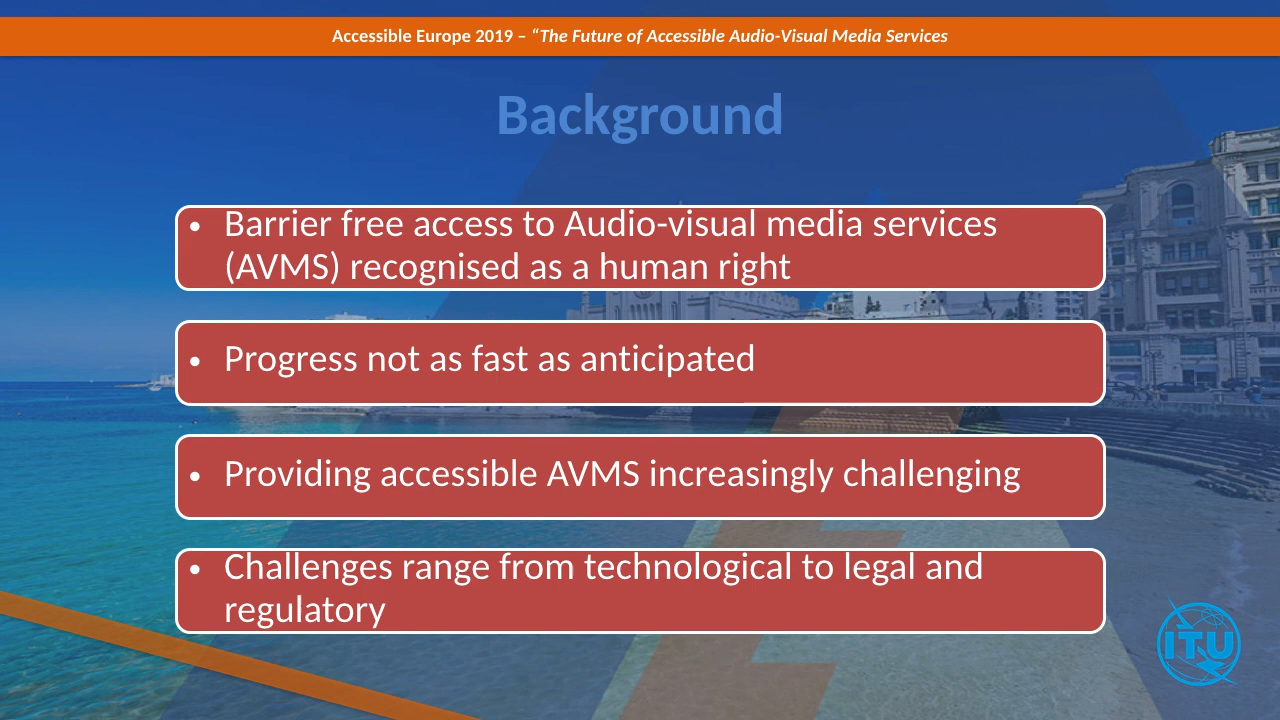 Accessible Europe 2019 – “The Future of Accessible Audio-Visual Media Services
Background
• Barrier free access to Audio-visual media services
(AVMS) recognised as a human right
• Progress not as fast as anticipated
• Providing accessible AVMS increasingly challenging
• Challenges range from technological to legal and
regulatory
ITU